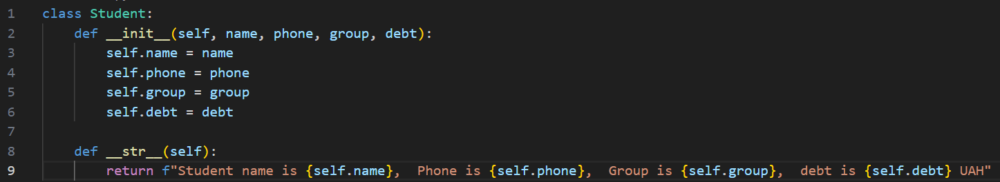 1 class Student:
2     def __init__(self, name, phone, group, debt):
3         self.name = name
4         self.phone = phone
5         self.group = group
6         self.debt = debt
7
8     def __str__(self):
9         return f"Student name is {self.name},  Phone is {self.phone},  Group is {self.group},  debt is {self.debt} UAH"